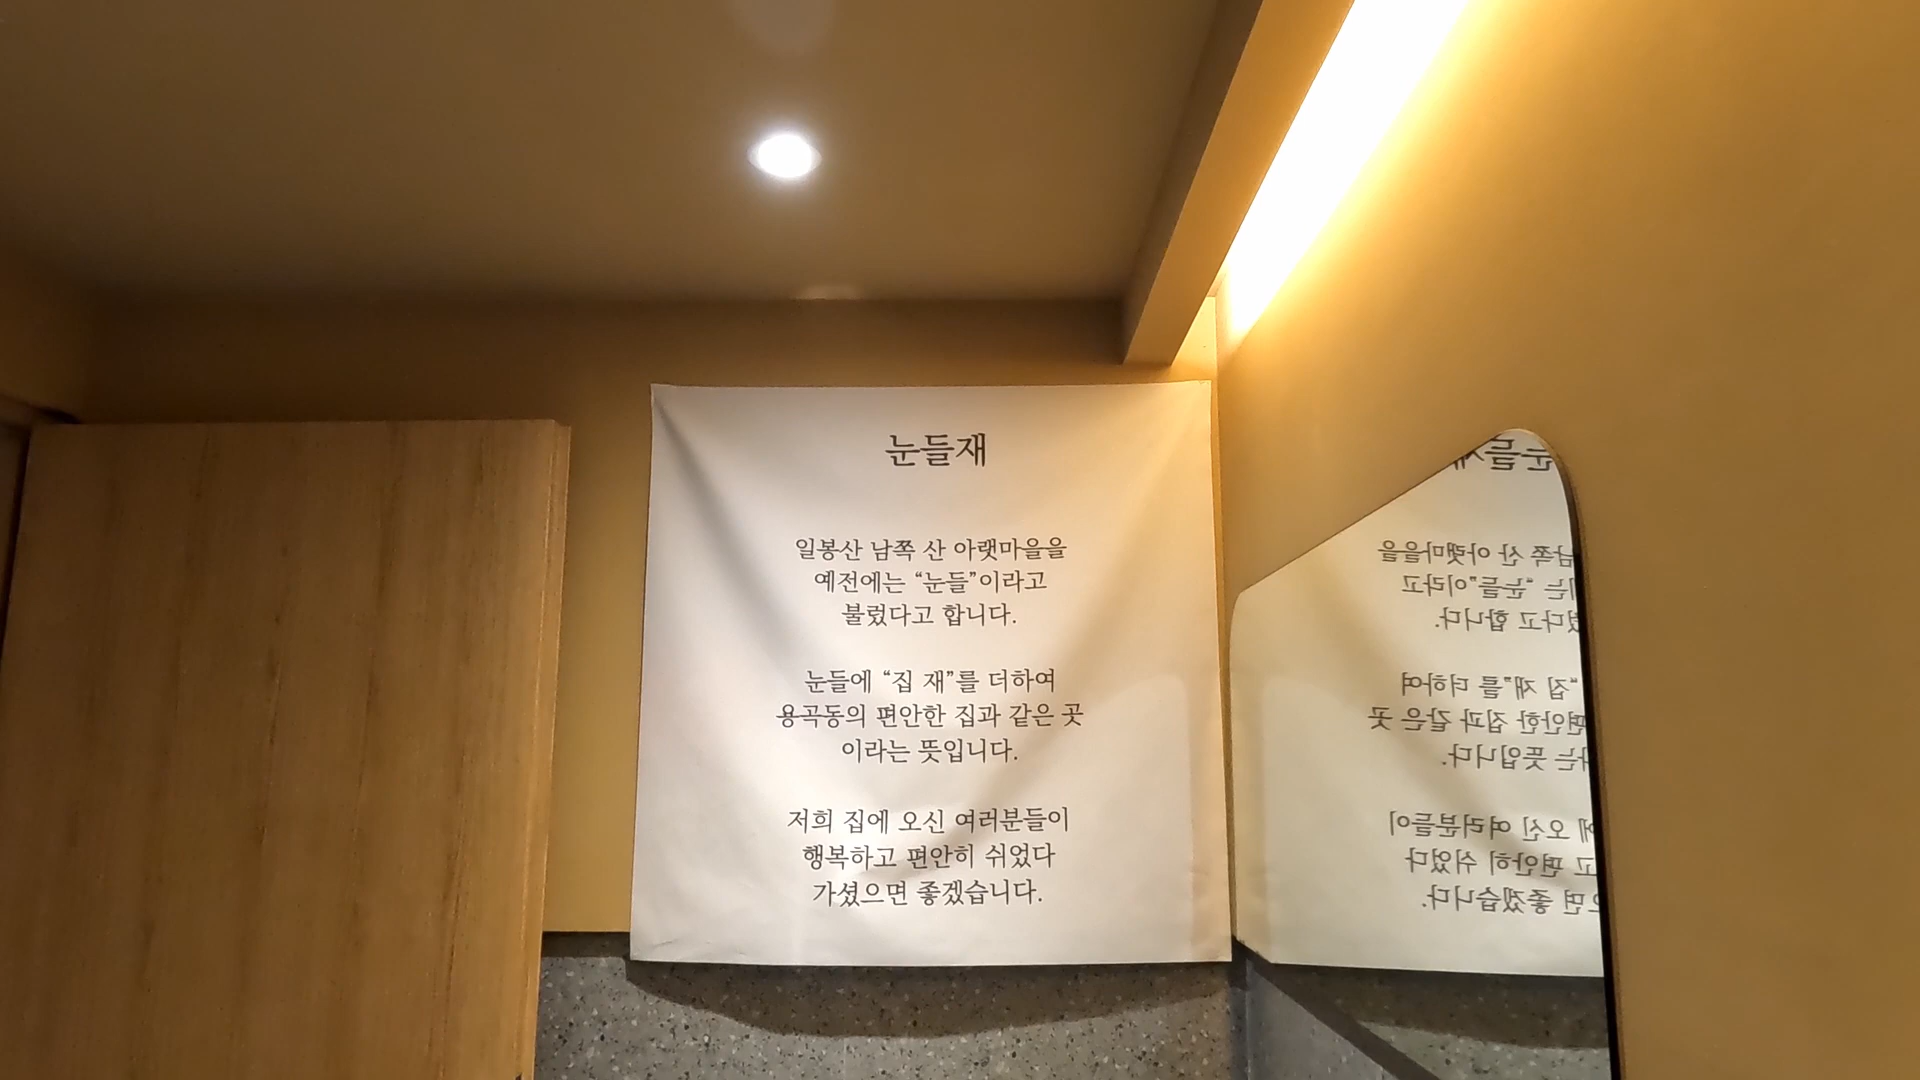 눈들재
일봉산 남쪽 산 아랫마을을
예전에는 “눈들”이라고
불렀다고 합니다.
눈들에 “집 재”를 더하여
용곡동의 편안한 집과 같은 곳
이라는 뜻입니다.
저희 집에 오신 여러분들이
행복하고 편안히 쉬었다
가셨으면 좋겠습니다.